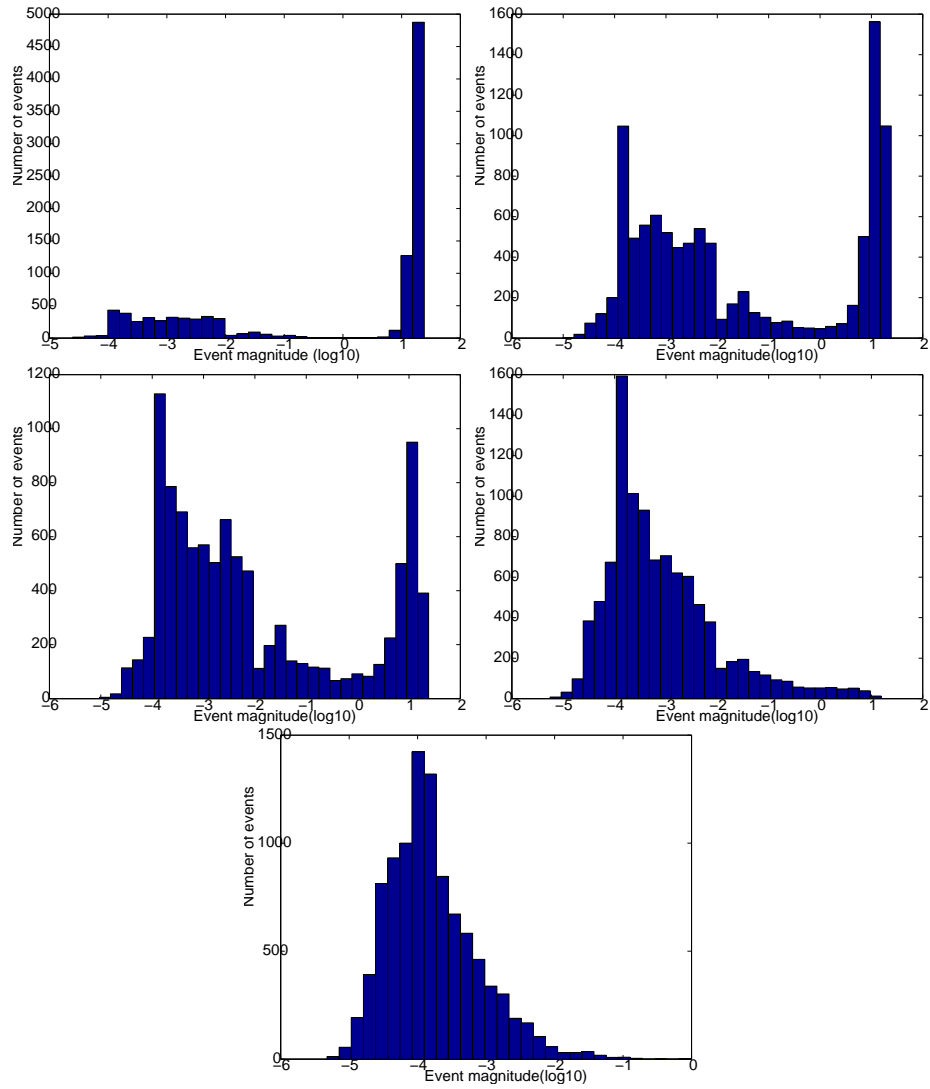 5000
4500
4000
3500
3000
2500
2000
1500
1000
500
0
Number of events
−5 −4 −3 −2 −1 0 1 2
Event magnitude (log10)
1600
1400
1200
1000
800
600
400
200
0
Number of events
−6 −5 −4 −3 −2 −1 0 1 2
Event magnitude(log10)
1200
1000
800
600
400
200
0
Number of events
−6 −5 −4 −3 −2 −1 0 1 2
Event magnitude(log10)
1600
1400
1200
1000
800
600
400
200
0
Number of events
−6 −5 −4 −3 −2 −1 0 1 2
Event magnitude(log10)
1500
1000
500
0
Number of events
−6 −5 −4 −3 −2 −1 0
Event magnitude(log10)